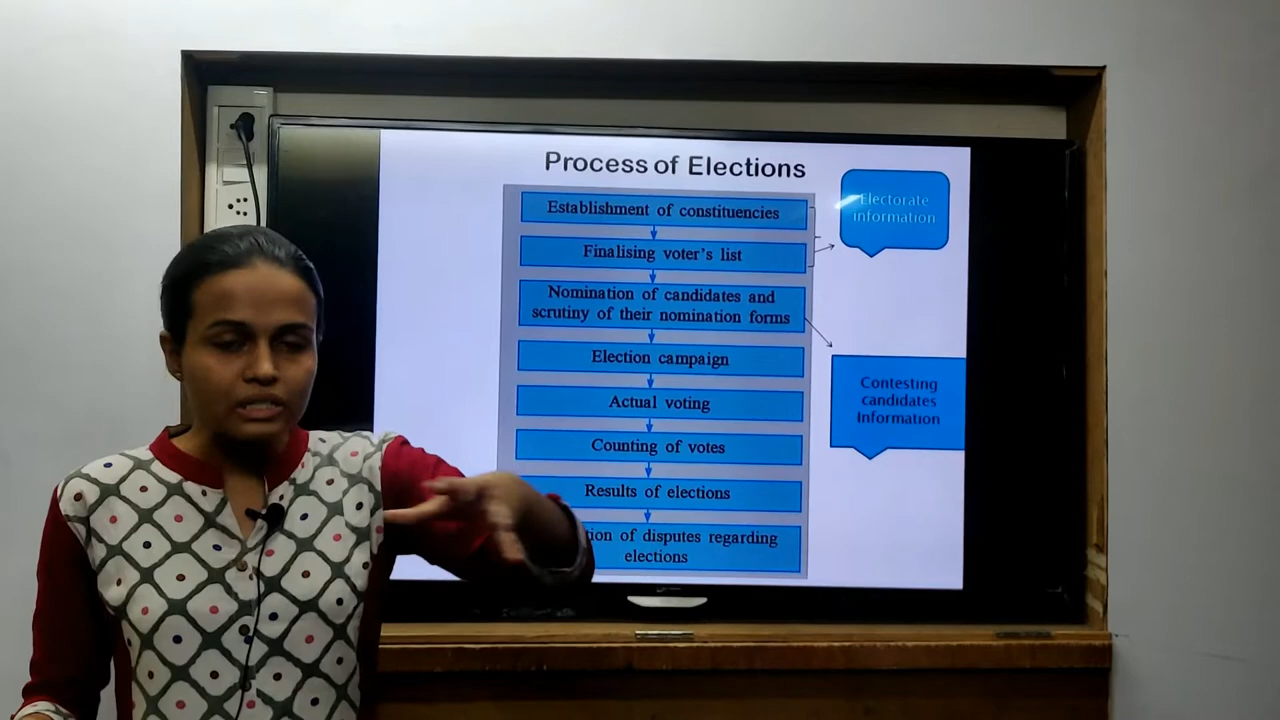 Process of Elections
Establishment of constituencies
Finalising voter's list
Nomination of candidates and
scrutiny of their nomination forms
Election campaign
Actual voting
Counting of votes
Results of elections
of disputes regarding
elections
Electorate
information
Contesting
candidates
Information